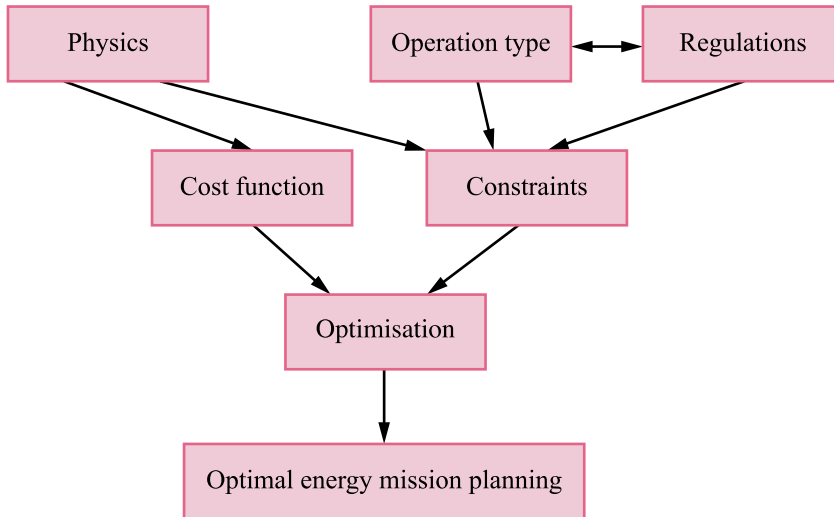 Physics
Operation type
Regulations
Cost function
Constraints
Optimisation
Optimal energy mission planning